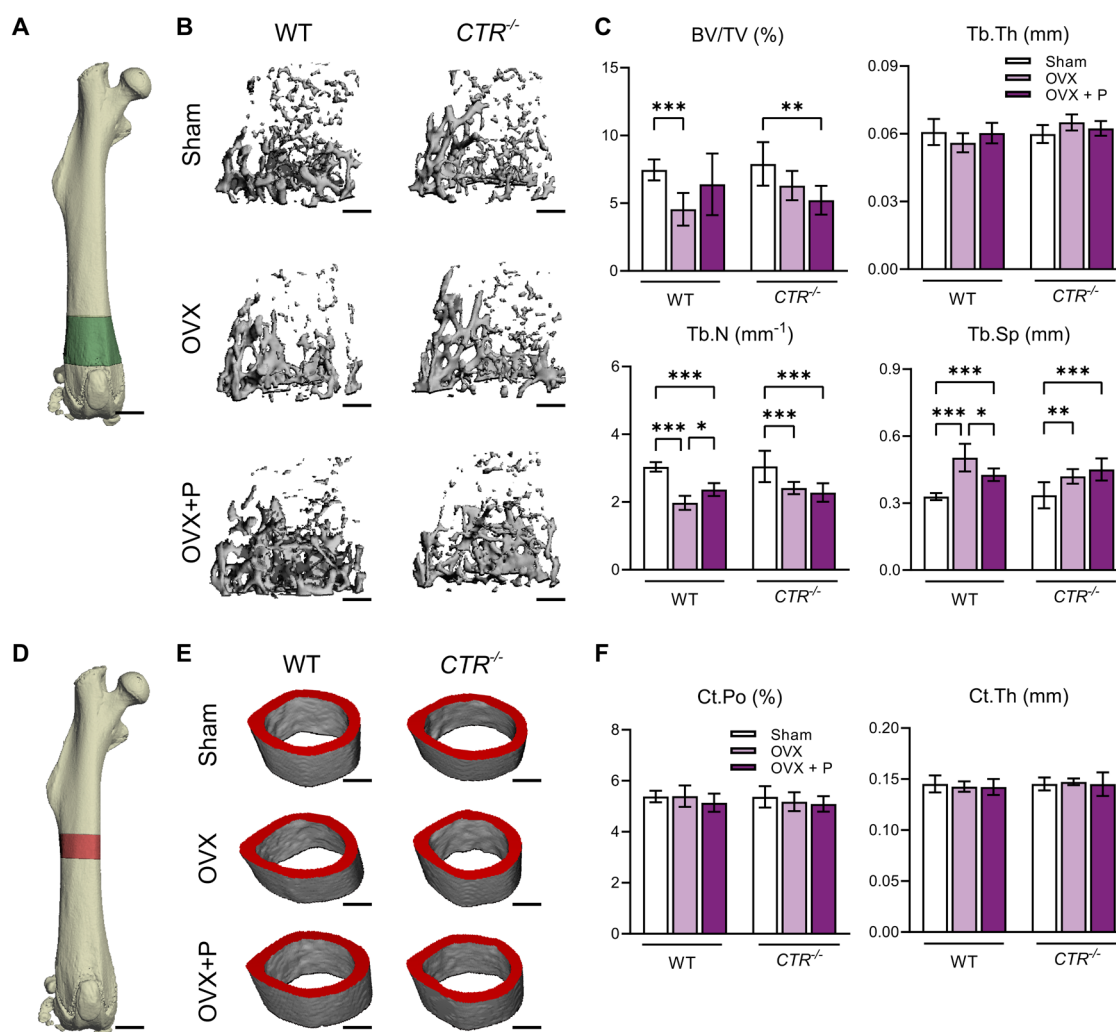 A
B
WT
CTR-/-
Sham
OVX
OVX+P
C
BV/TV (%)
15
10
5
0
***
**
WT
CTR-/-
Tb.Th (mm)
Sham
OVX
OVX + P
0.09
0.06
0.03
0.00
WT
CTR-/-
Tb.N (mm-1)
6
4
2
0
***
***
***
*
***
WT
CTR-/-
Tb.Sp (mm)
0.9
0.6
0.3
0.0
***
***
***
*
**
WT
CTR-/-
D
E
WT
CTR-/-
Sham
OVX
OVX+P
F
Ct.Po (%)
Sham
OVX
OVX + P
8
6
4
2
0
WT
CTR-/-
Ct.Th (mm)
0.20
0.15
0.10
0.05
0.00
WT
CTR-/-